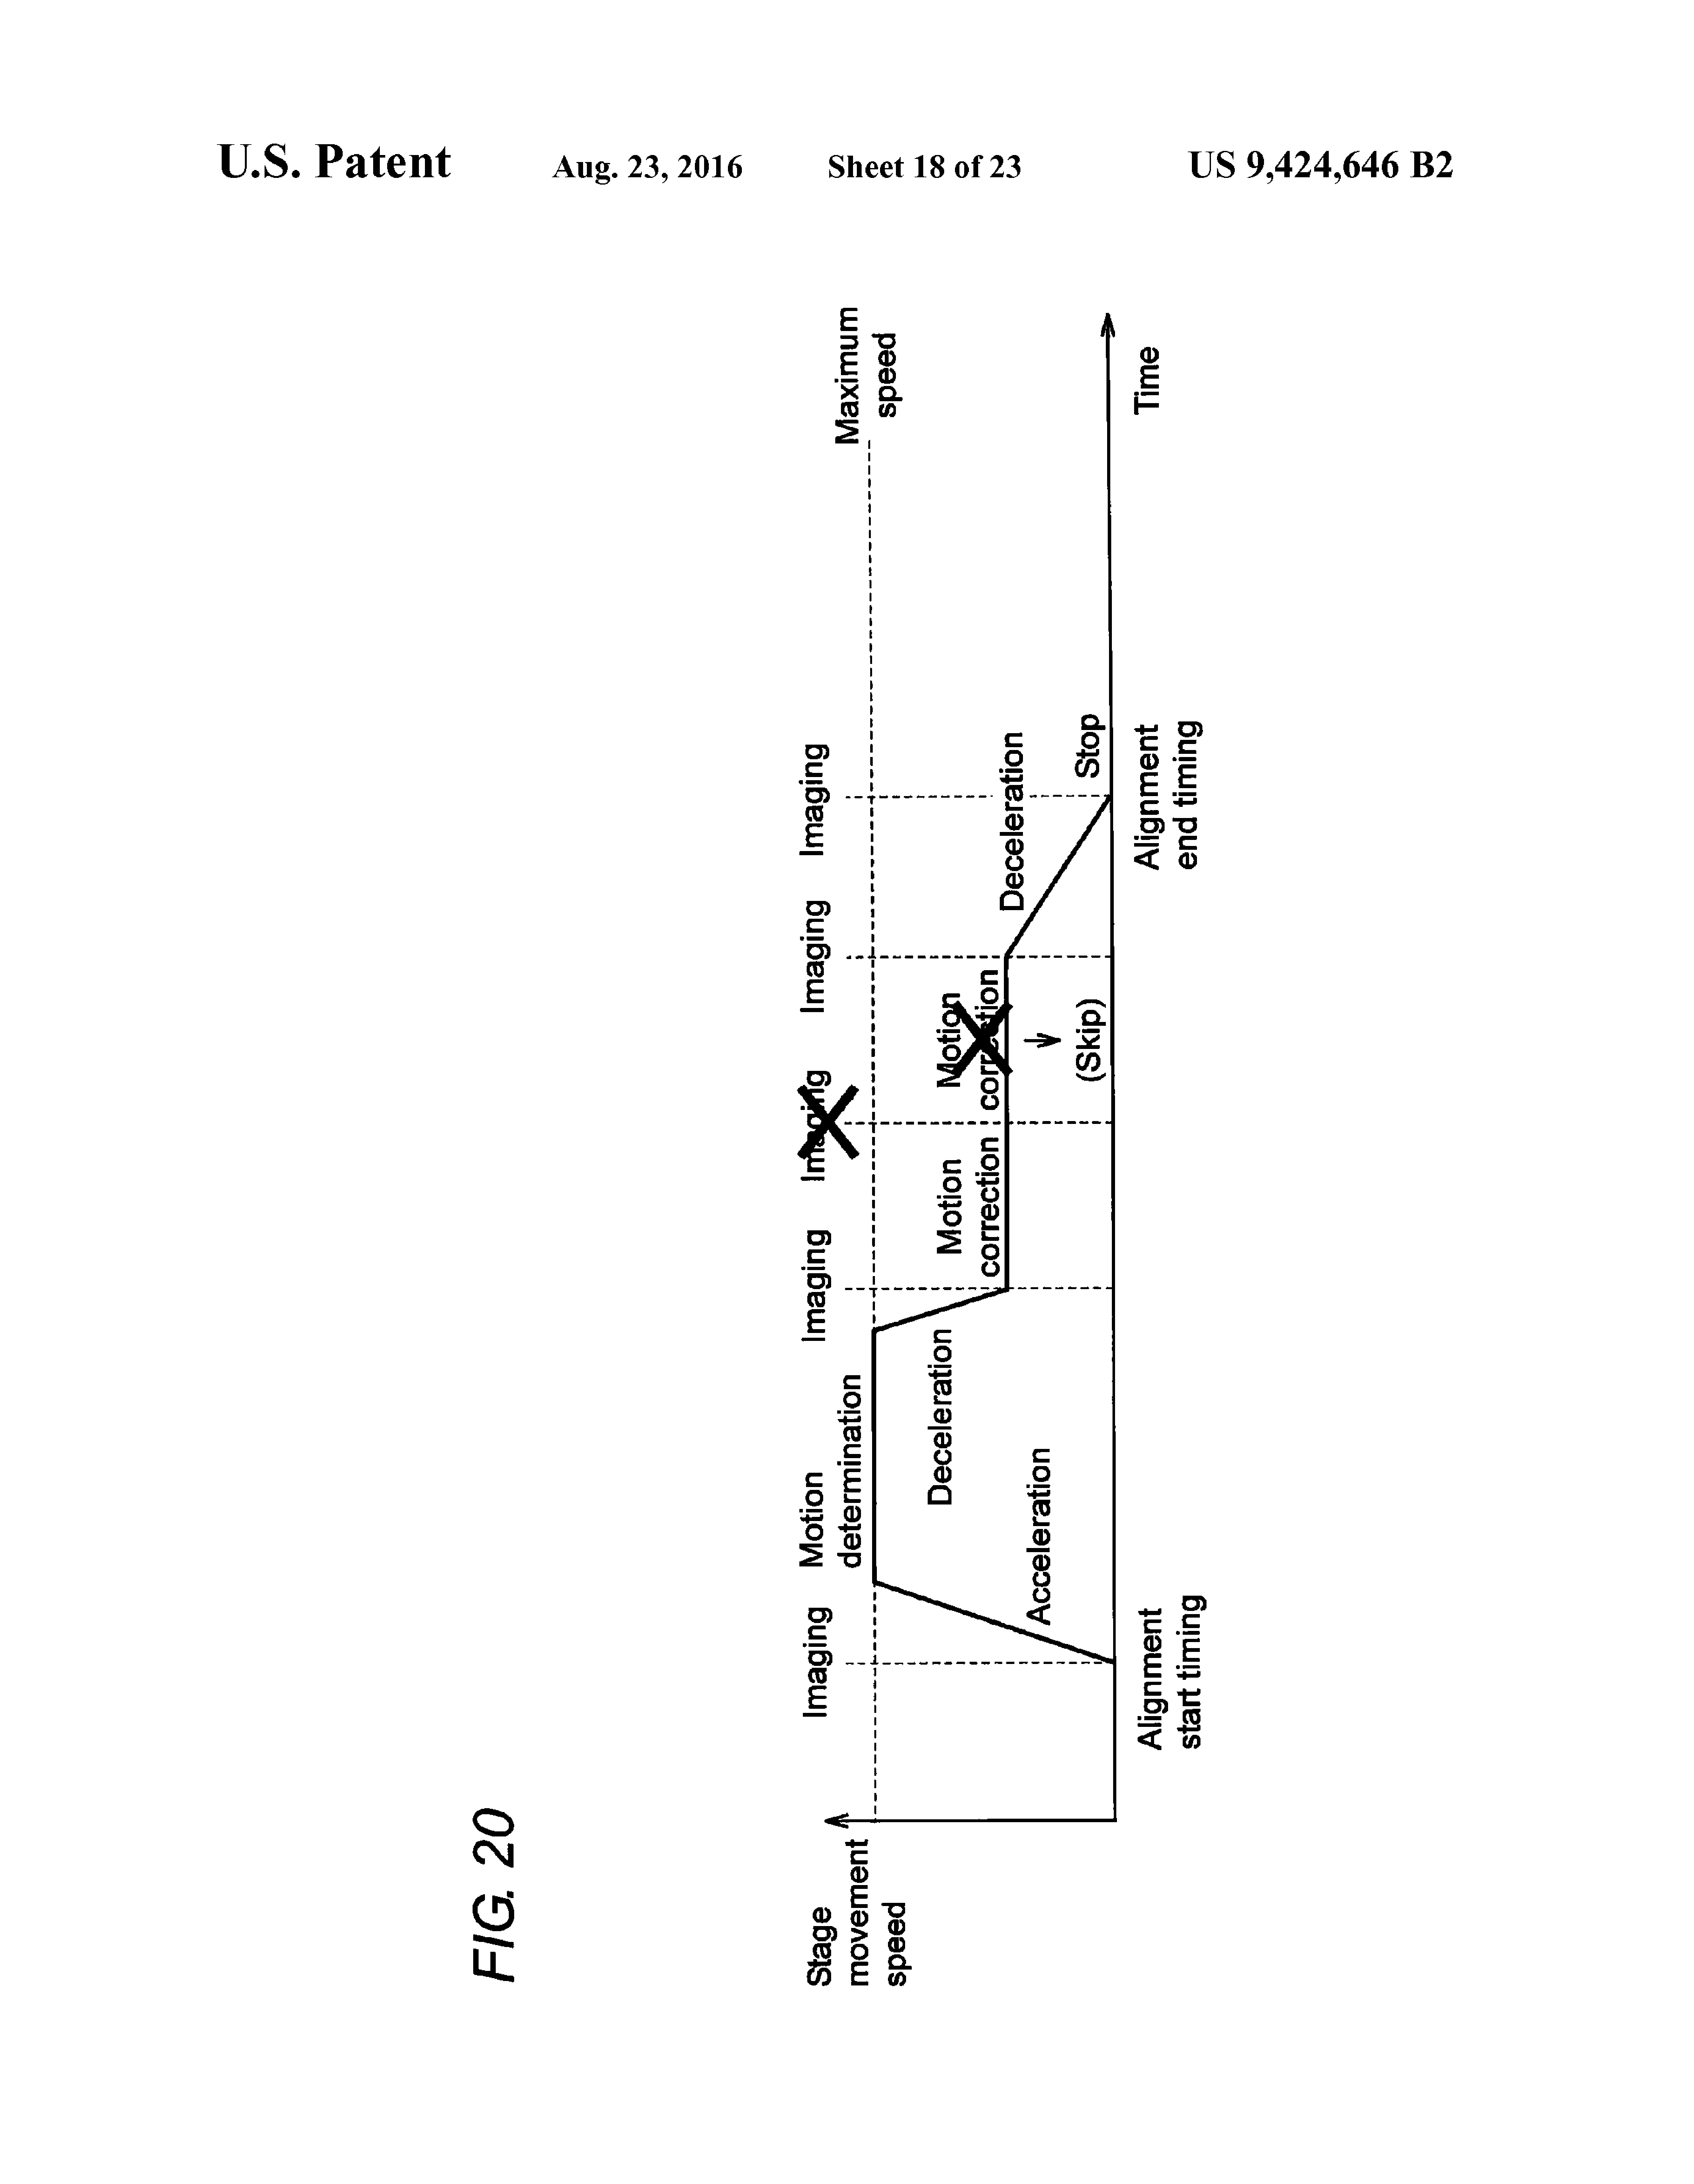 U.S. Patent Aug. 23, 2016 Sheet 18 of 23 US 9,424,646 B2
FIG. 20
Stage
movement
speed
Maximum
speed
Imaging
Motion
determination
Imaging
Imaging
Imaging
Imaging
Acceleration
Deceleration
Motion
correction
Motion
correction
(Skip)
Deceleration
Stop
Alignment
start timing
Alignment
end timing
Time